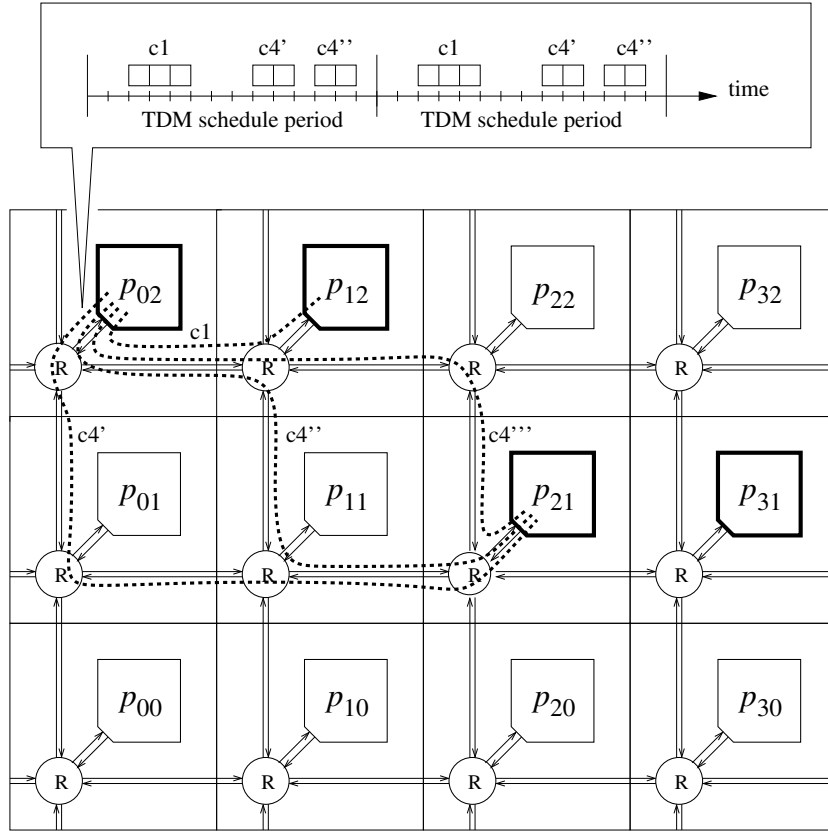 c1 c4' c4'' c1 c4' c4''
time
TDM schedule period TDM schedule period
p02 p12 p22 p32
c1
R R R R
c4' c4'' c4'''
p01 p11 p21 p31
R R R R
p00 p10 p20 p30
R R R R